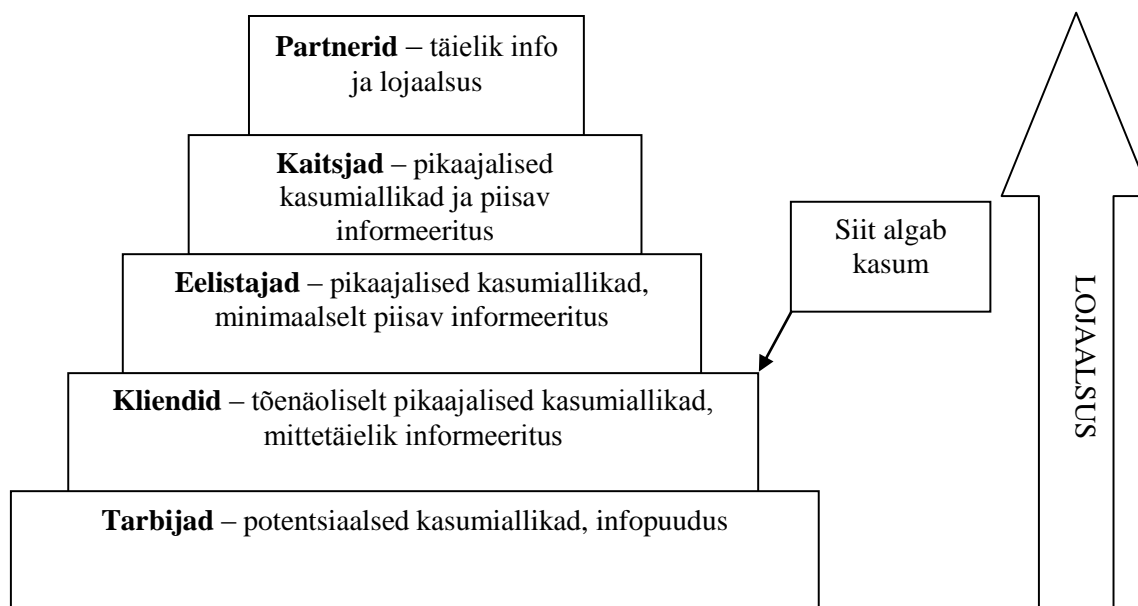 Partnerid – täielik info
ja lojaalsus
Kaitsjad – pikaajalised
kasumiallikad ja piisav
informeeritus
Siit algab
kasum
Eelistajad – pikaajalised kasumiallikad,
minimaalselt piisav informeeritus
Kliendid – tõenäoliselt pikaajalised kasumiallikad,
mittetäielik informeeritus
Tarbijad – potentsiaalsed kasumiallikad, infopuudus
LOJAALSUS